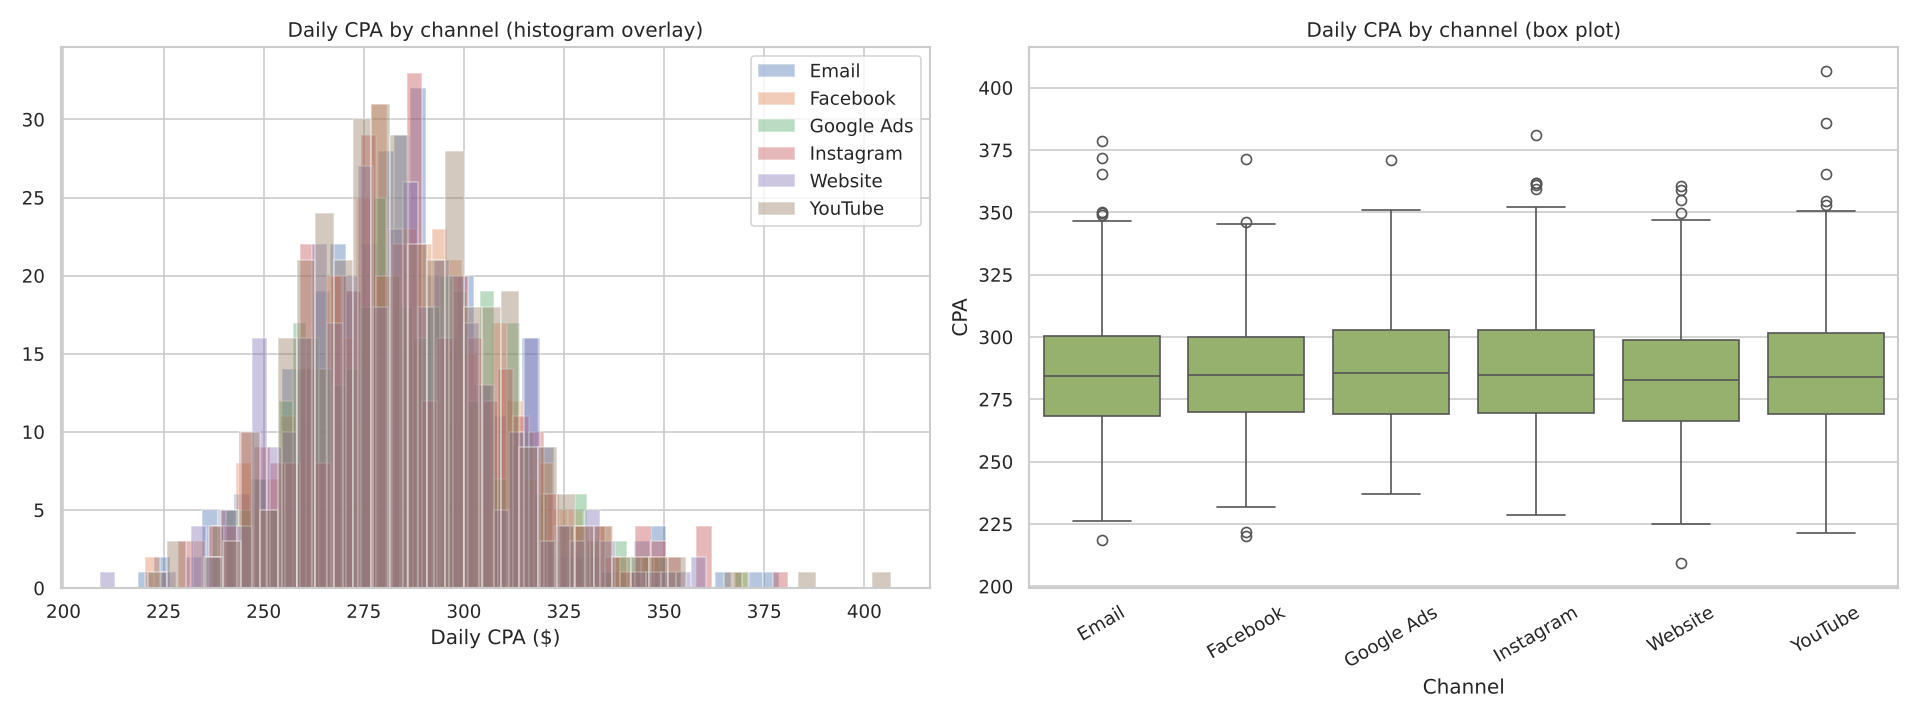 Daily CPA by channel (histogram overlay)
Email
Facebook
Google Ads
Instagram
Website
YouTube
30
25
20
15
10
5
0
200 225 250 275 300 325 350 375 400
Daily CPA ($)
Daily CPA by channel (box plot)
CPA
400
375
350
325
300
275
250
225
200
Email Facebook Google Ads Instagram Website YouTube
Channel